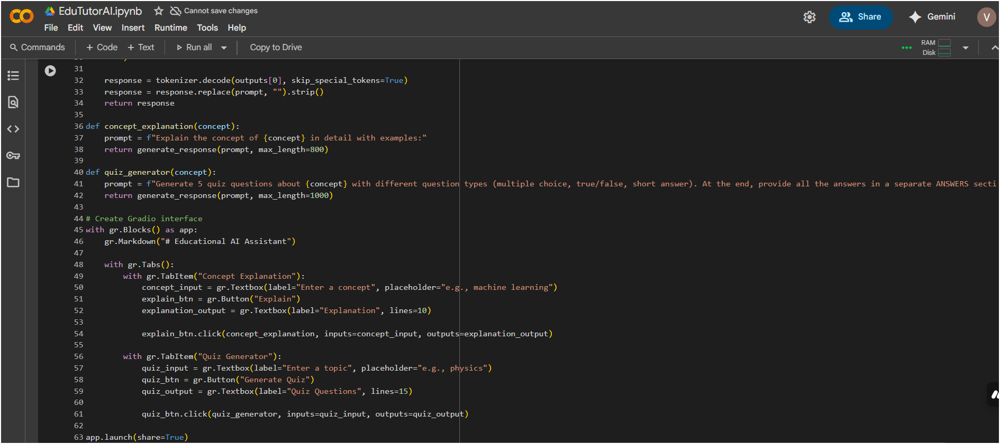 EduTutorAI.ipynb
Cannot save changes
Share
Gemini
V
File Edit View Insert Runtime Tools Help
Commands + Code + Text Run all Copy to Drive
RAM
Disk
31
32     response = tokenizer.decode(outputs[0], skip_special_tokens=True)
33     response = response.replace(prompt, "").strip()
34     return response
35
36 def concept_explanation(concept):
37     prompt = f"Explain the concept of {concept} in detail with examples:"
38     return generate_response(prompt, max_length=800)
39
40 def quiz_generator(concept):
41     prompt = f"Generate 5 quiz questions about {concept} with different question types (multiple choice, true/false, short answer). At the end, provide all the answers in a separate ANSWERS secti
42     return generate_response(prompt, max_length=1000)
43
44 # Create Gradio interface
45 with gr.Blocks() as app:
46     gr.Markdown("# Educational AI Assistant")
47
48     with gr.Tabs():
49         with gr.TabItem("Concept Explanation"):
50             concept_input = gr.Textbox(label="Enter a concept", placeholder="e.g., machine learning")
51             explain_btn = gr.Button("Explain")
52             explanation_output = gr.Textbox(label="Explanation", lines=10)
53
54             explain_btn.click(concept_explanation, inputs=concept_input, outputs=explanation_output)
55
56         with gr.TabItem("Quiz Generator"):
57             quiz_input = gr.Textbox(label="Enter a topic", placeholder="e.g., physics")
58             quiz_btn = gr.Button("Generate Quiz")
59             quiz_output = gr.Textbox(label="Quiz Questions", lines=15)
60
61             quiz_btn.click(quiz_generator, inputs=quiz_input, outputs=quiz_output)
62
63 app.launch(share=True)